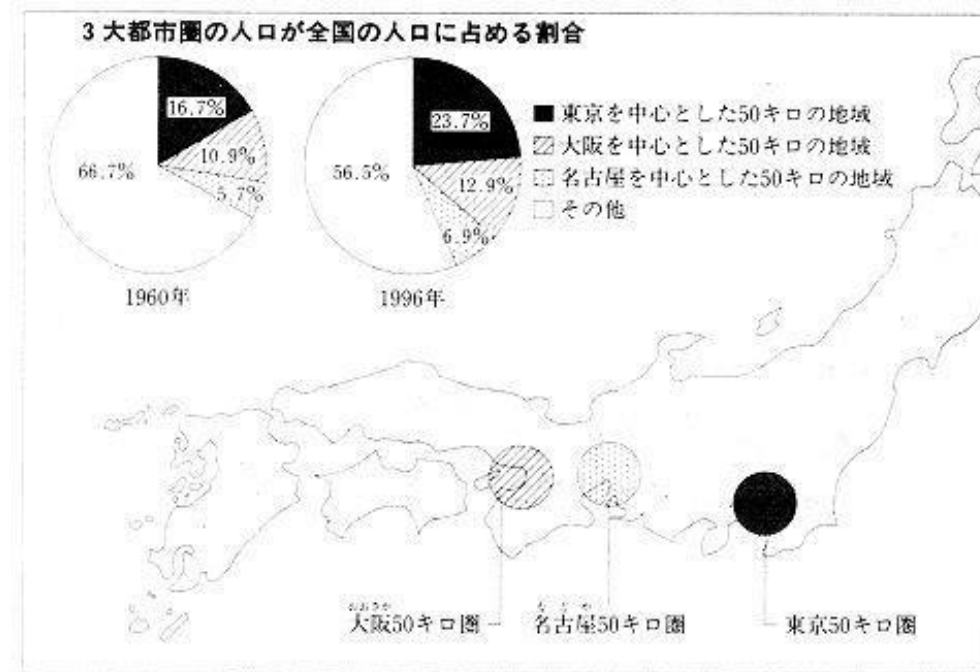 3大都市圏の人口が全国の人口に占める割合
16.7%
10.9%
5.7%
66.7%
1960年
23.7%
12.9%
6.9%
56.5%
1996年
東京を中心とした50キロの地域
大阪を中心とした50キロの地域
名古屋を中心とした50キロの地域
その他
おおさか
大阪50キロ圏
なごや
名古屋50キロ圏
東京50キロ圏